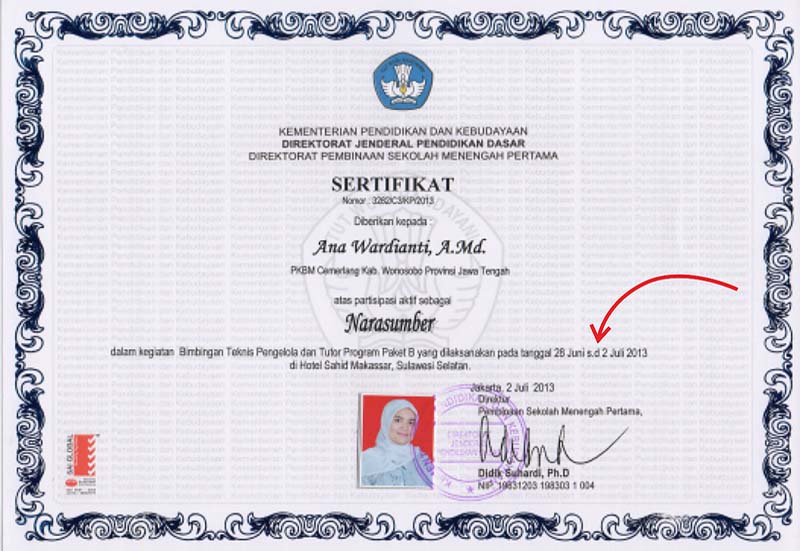 KEMENTERIAN PENDIDIKAN DAN KEBUDAYAAN
DIREKTORAT JENDERAL PENDIDIKAN DASAR
DIREKTORAT PEMBINAAN SEKOLAH MENENGAH PERTAMA
SERTIFIKAT
Nomor : 3262/C3/KP/2013
Diberikan kepada :
Ana Wardianti, A.Md.
PKBM Cemerlang Kab. Wonosobo Provinsi Jawa Tengah
atas partisipasi aktif sebagai
Narasumber
dalam kegiatan Bimbingan Teknis Pengelola dan Tutor Program Paket B yang dilaksanakan pada tanggal 28 Juni s.d 2 Juli 2013
di Hotel Sahid Makassar, Sulawesi Selatan.
Jakarta, 2 Juli 2013
Direktur
Pembinaan Sekolah Menengah Pertama,
Didik Suhardi, Ph.D
NIP. 19631203 198303 1 004
SAI GLOBAL